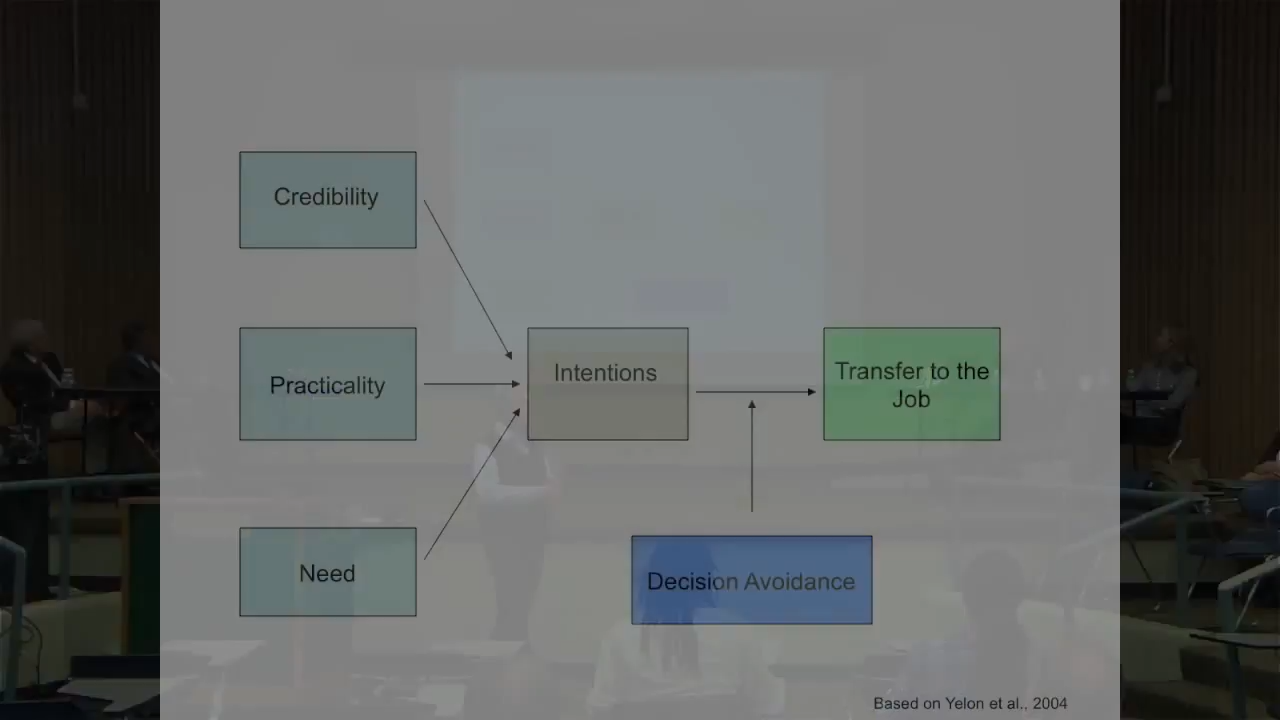 Credibility
Practicality
Intentions
Transfer to the
Job
Need
Decision Avoidance
Based on Yelon et al., 2004